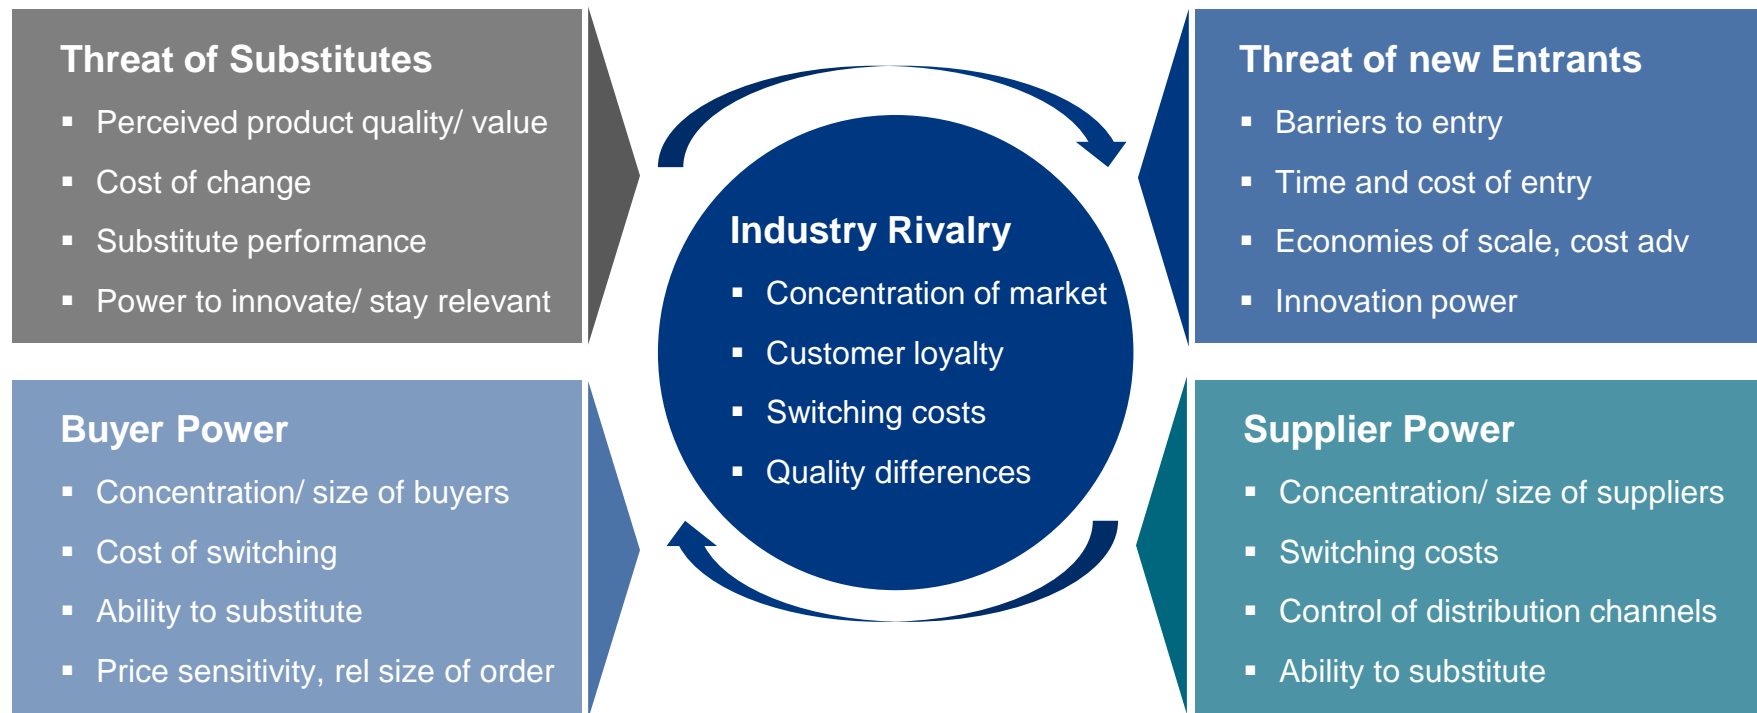 Threat of Substitutes
▪ Perceived product quality/ value
▪ Cost of change
▪ Substitute performance
▪ Power to innovate/ stay relevant
Threat of new Entrants
▪ Barriers to entry
▪ Time and cost of entry
▪ Economies of scale, cost adv
▪ Innovation power
Industry Rivalry
▪ Concentration of market
▪ Customer loyalty
▪ Switching costs
▪ Quality differences
Buyer Power
▪ Concentration/ size of buyers
▪ Cost of switching
▪ Ability to substitute
▪ Price sensitivity, rel size of order
Supplier Power
▪ Concentration/ size of suppliers
▪ Switching costs
▪ Control of distribution channels
▪ Ability to substitute